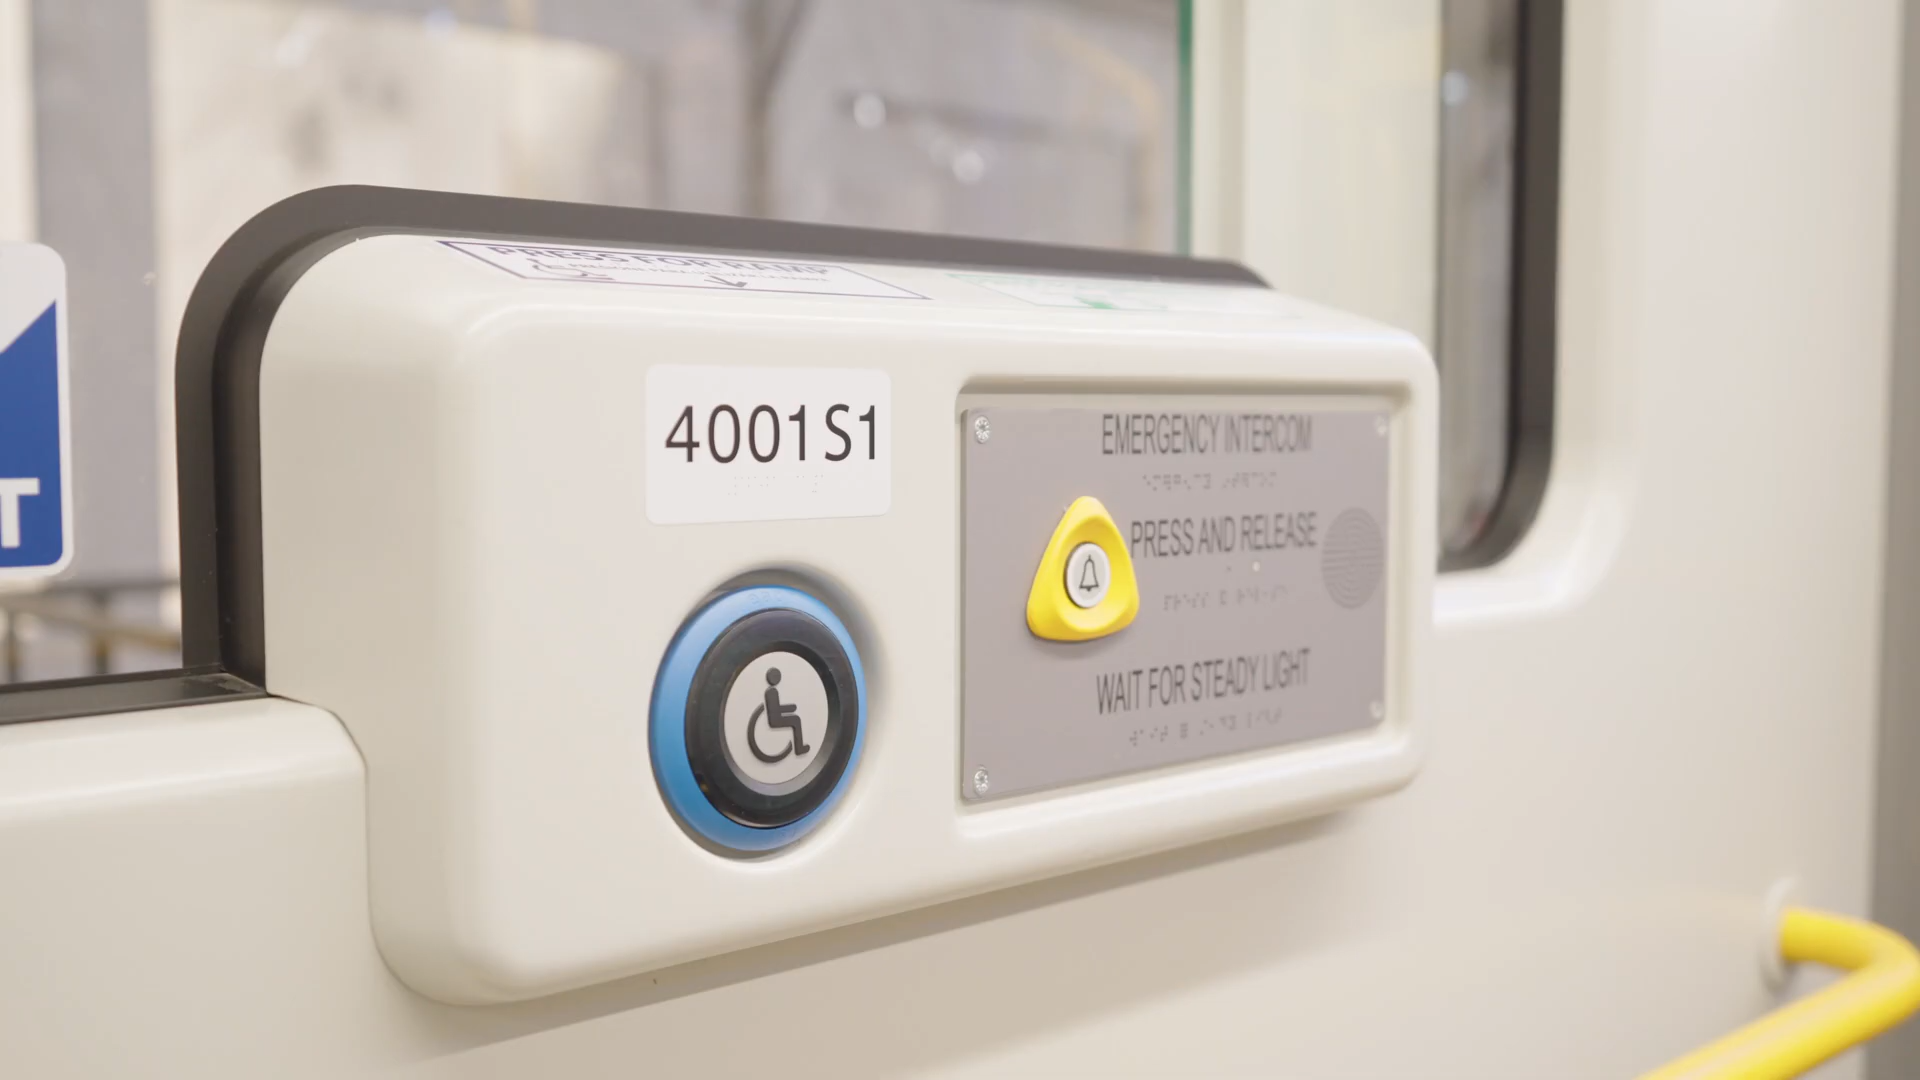 PRESS FOR RAMP
4001S1
EMERGENCY INTERCOM
PRESS AND RELEASE
WAIT FOR STEADY LIGHT
T